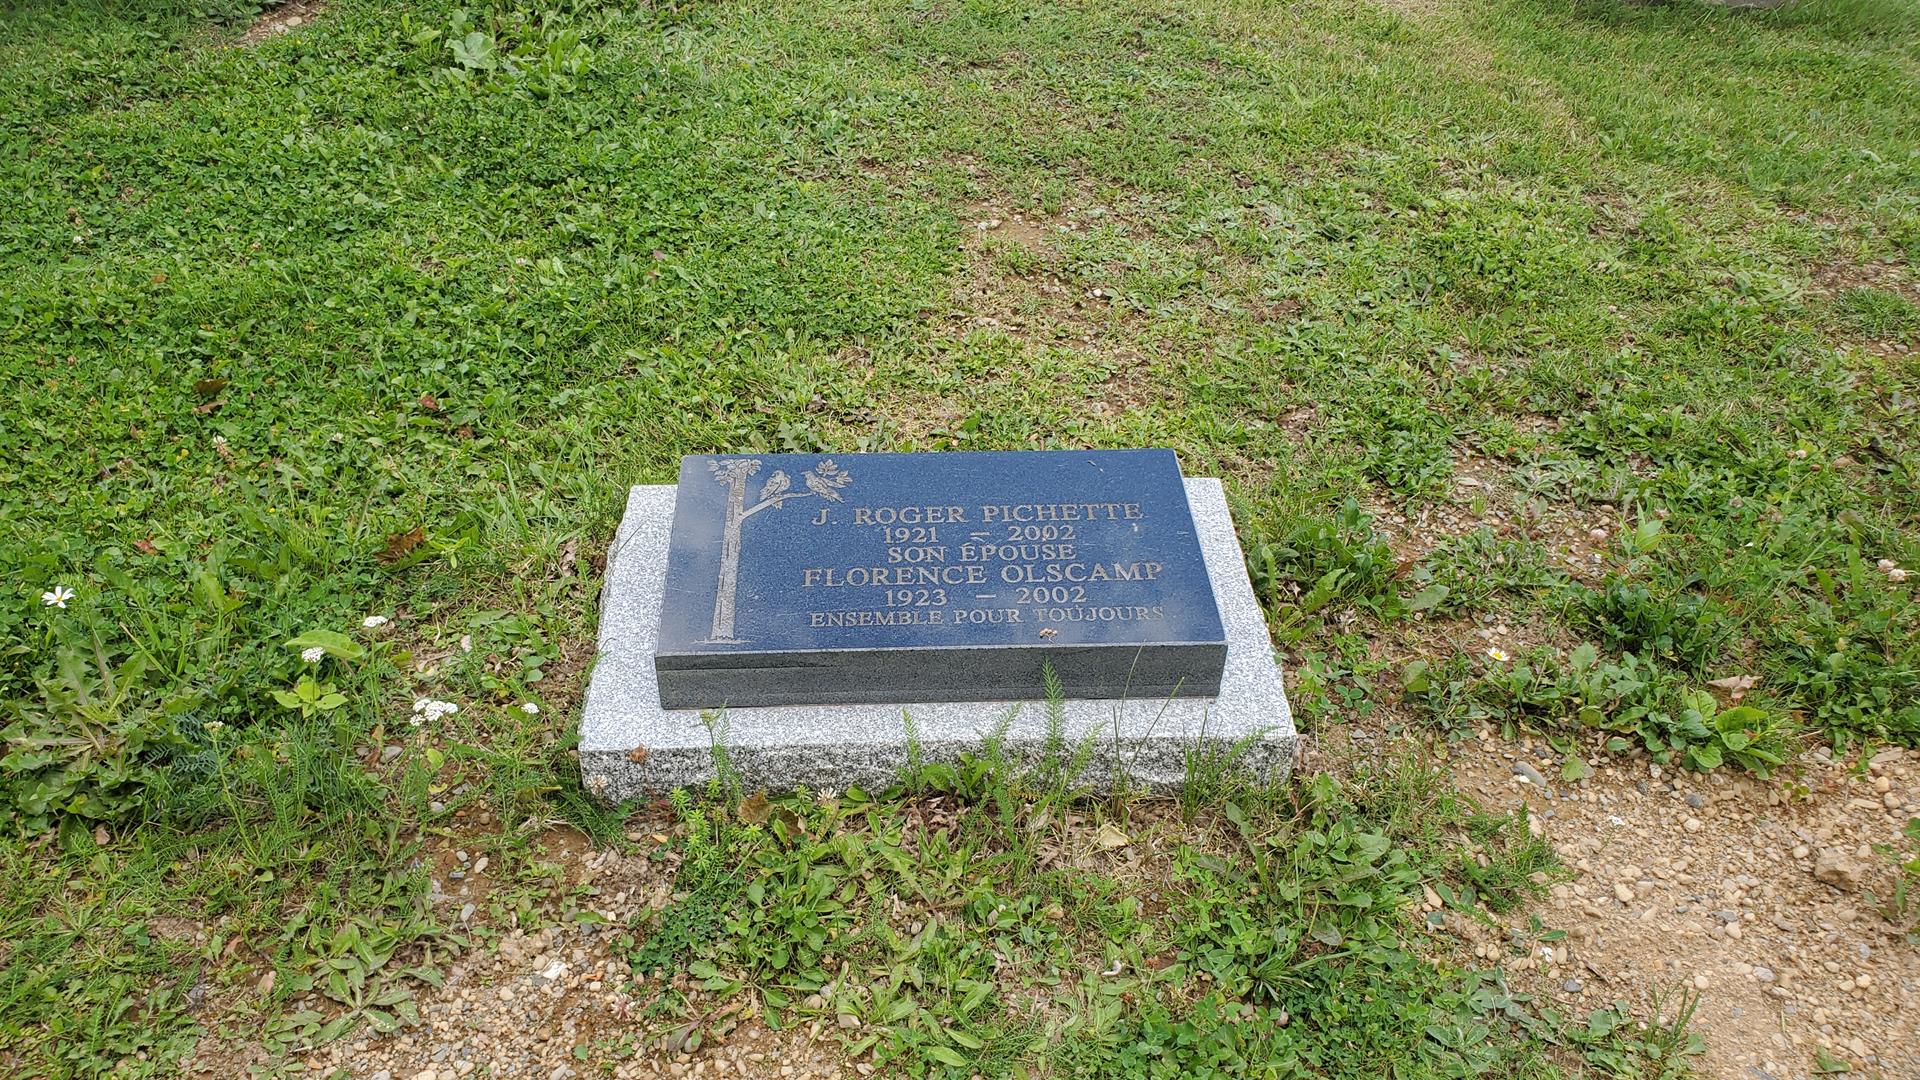 J. ROGER PICHETTE
1921 – 2002
SON ÉPOUSE
FLORENCE OLSCAMP
1923 – 2002
ENSEMBLE POUR TOUJOURS